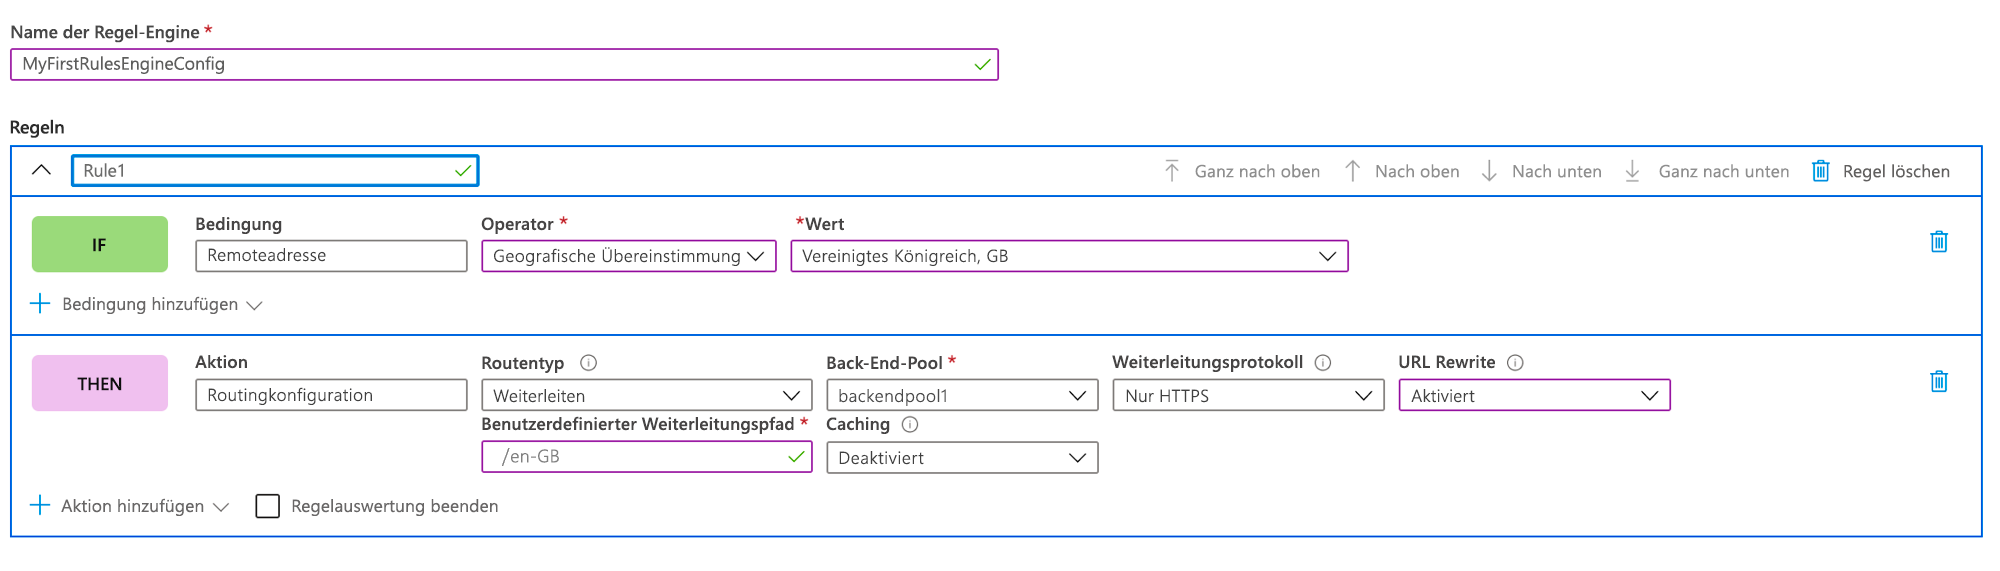 Name der Regel-Engine *
MyFirstRulesEngineConfig
Regeln
Rule1
Ganz nach oben
Nach oben
Nach unten
Ganz nach unten
Regel löschen
IF
Bedingung
Remoteadresse
Operator *
Geografische Übereinstimmung
*Wert
Vereinigtes Königreich, GB
Bedingung hinzufügen
THEN
Aktion
Routingkonfiguration
Routentyp
Weiterleiten
Back-End-Pool *
backendpool1
Weiterleitungsprotokoll
Nur HTTPS
URL Rewrite
Aktiviert
Benutzerdefinierter Weiterleitungspfad *
/en-GB
Caching
Deaktiviert
Aktion hinzufügen
Regelauswertung beenden